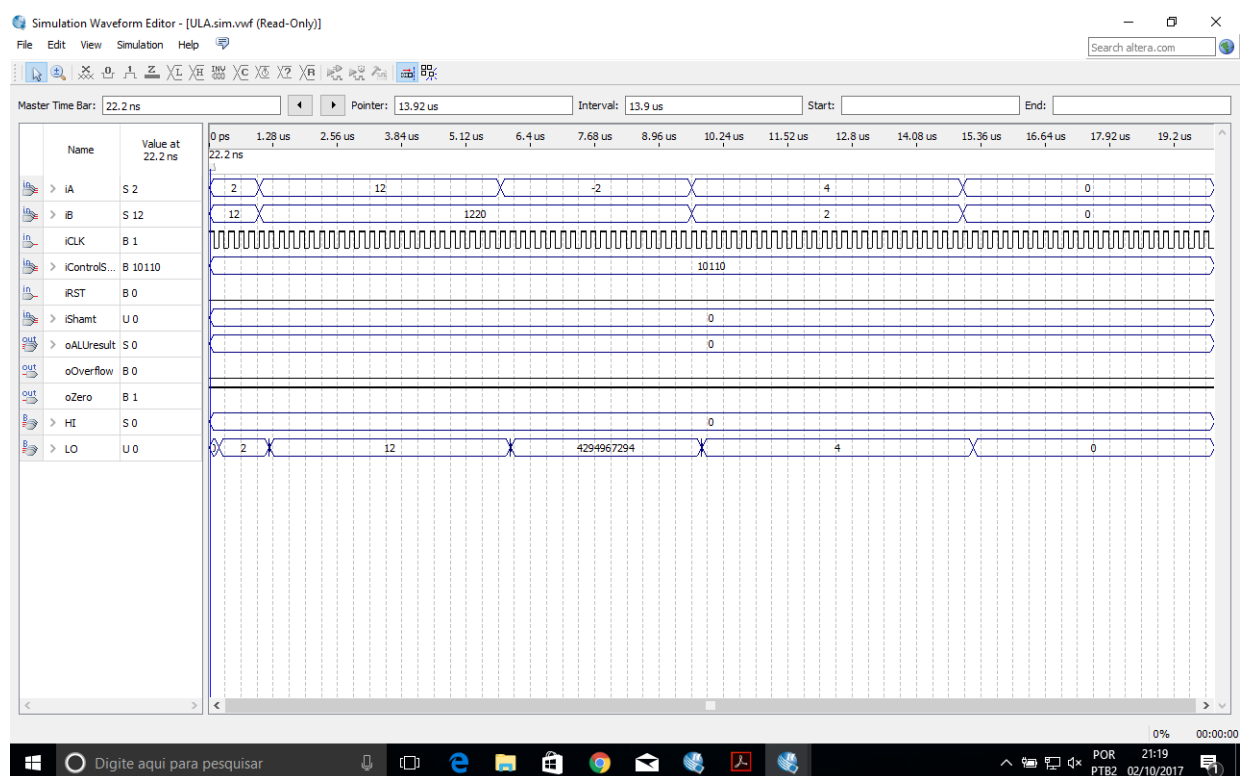 Simulation Waveform Editor - [ULA.sim.vwf (Read-Only)]
File Edit View Simulation Help
Search altera.com
Master Time Bar: 22.2 ns Pointer: 13.92 us Interval: 13.9 us Start: End:
Name Value at 22.2 ns
0 ps 1.28 us 2.56 us 3.84 us 5.12 us 6.4 us 7.68 us 8.96 us 10.24 us 11.52 us 12.8 us 14.08 us 15.36 us 16.64 us 17.92 us 19.2 us
22.2 ns
iA S 2 2 12 -2 4 0
iB S 12 12 1220 2 0
iCLK B 1
iControlS... B 10110 10110
iRST B 0
iShamt U 0 0
oALUresult S 0 0
oOverflow B 0
oZero B 1
HI S 0 0
LO U 0 2 12 4294967294 4 0
0% 00:00:00
Digite aqui para pesquisar
POR 21:19
PTB2 02/10/2017